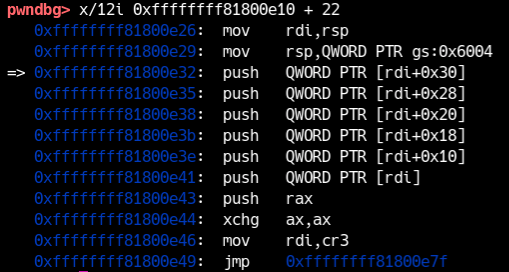 pwndbg> x/12i 0xffffffff81800e10 + 22
0xffffffff81800e26: mov rdi,rsp
0xffffffff81800e29: mov rsp,QWORD PTR gs:0x6004
=> 0xffffffff81800e32: push QWORD PTR [rdi+0x30]
0xffffffff81800e35: push QWORD PTR [rdi+0x28]
0xffffffff81800e38: push QWORD PTR [rdi+0x20]
0xffffffff81800e3b: push QWORD PTR [rdi+0x18]
0xffffffff81800e3e: push QWORD PTR [rdi+0x10]
0xffffffff81800e41: push QWORD PTR [rdi]
0xffffffff81800e43: push rax
0xffffffff81800e44: xchg ax,ax
0xffffffff81800e46: mov rdi,cr3
0xffffffff81800e49: jmp 0xffffffff81800e7f